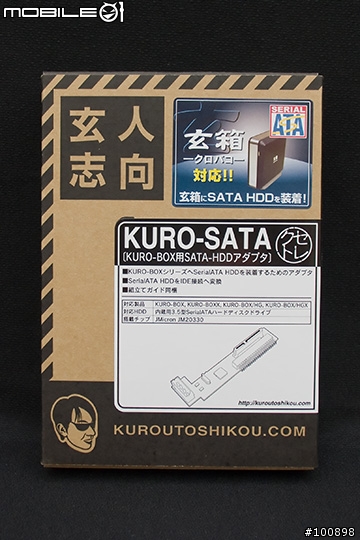 MOBILE01
玄人
志向
SERIAL
ATA
玄箱
ークロバコー
対応!!
玄箱にSATA HDDを装着!
KURO-SATA
[KURO-BOX用SATA-HDDアダプタ]
セ
ク
レ
■KURO-BOXシリーズへSerialATA HDDを装着するためのアダプタ
■SerialATA HDDをIDE接続へ変換
■組立てガイド同梱
対応製品 KURO-BOX, KURO-BOXX, KURO-BOX/HG, KURO-BOX/HGX
対応HDD 内蔵用3.5型SerialATAハードディスクドライブ
搭載チップ JMicron JM20330
http://kuroutoshikou.com/
KUROUTOSHIKOU.COM
#100898